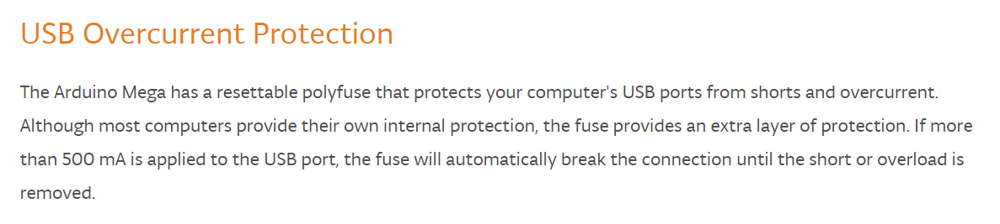 USB Overcurrent Protection
The Arduino Mega has a resettable polyfuse that protects your computer's USB ports from shorts and overcurrent.
Although most computers provide their own internal protection, the fuse provides an extra layer of protection. If more
than 500 mA is applied to the USB port, the fuse will automatically break the connection until the short or overload is
removed.